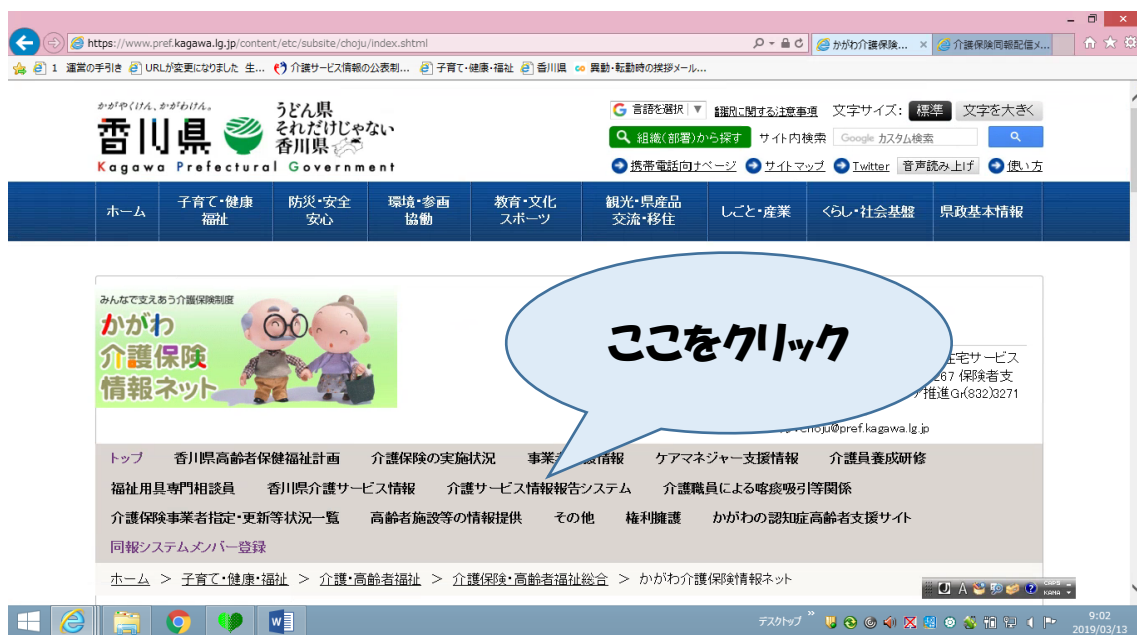 https://www.pref.kagawa.lg.jp/content/etc/subsite/choju/index.shtml
かがわ介護保険...
介護保険同報配信メ...
1 運営の手引き URLが変更になりました 生... 介護サービス情報の公表制... 子育て・健康・福祉 香川県 異動・転勤時の挨拶メール...
かがやくけん、かがわけん。
香川県
Kagawa Prefectural Government
うどん県
それだけじゃない
香川県
言語を選択 ▼ 翻訳に関する注意事項 文字サイズ: 標準 文字を大きく
組織(部署)から探す サイト内検索 Google カスタム検索
携帯電話向けページ サイトマップ Twitter 音声読み上げ 使い方
ホーム 子育て・健康福祉 防災・安全安心 環境・参画協働 教育・文化スポーツ 観光・県産品交流・移住 しごと・産業 くらし・社会基盤 県政基本情報
みんなで支えあう介護保険制度
かがわ
介護保険
情報ネット
ここをクリック
宅サービス
267 保険者支
推進Gr(832)3271
choju@pref.kagawa.lg.jp
トップ 香川県高齢者保健福祉計画 介護保険の実施状況 事業 情報 ケアマネジャー支援情報 介護員養成研修
福祉用具専門相談員 香川県介護サービス情報 介護サービス情報報告システム 介護職員による喀痰吸引等関係
介護保険事業者指定・更新等状況一覧 高齢者施設等の情報提供 その他 権利擁護 かがわの認知症高齢者支援サイト
同報システムメンバー登録
ホーム > 子育て・健康・福祉 > 介護・高齢者福祉 > 介護保険・高齢者福祉総合 > かがわ介護保険情報ネット
A CAPS KANA
デスクトップ
9:02
2019/03/13